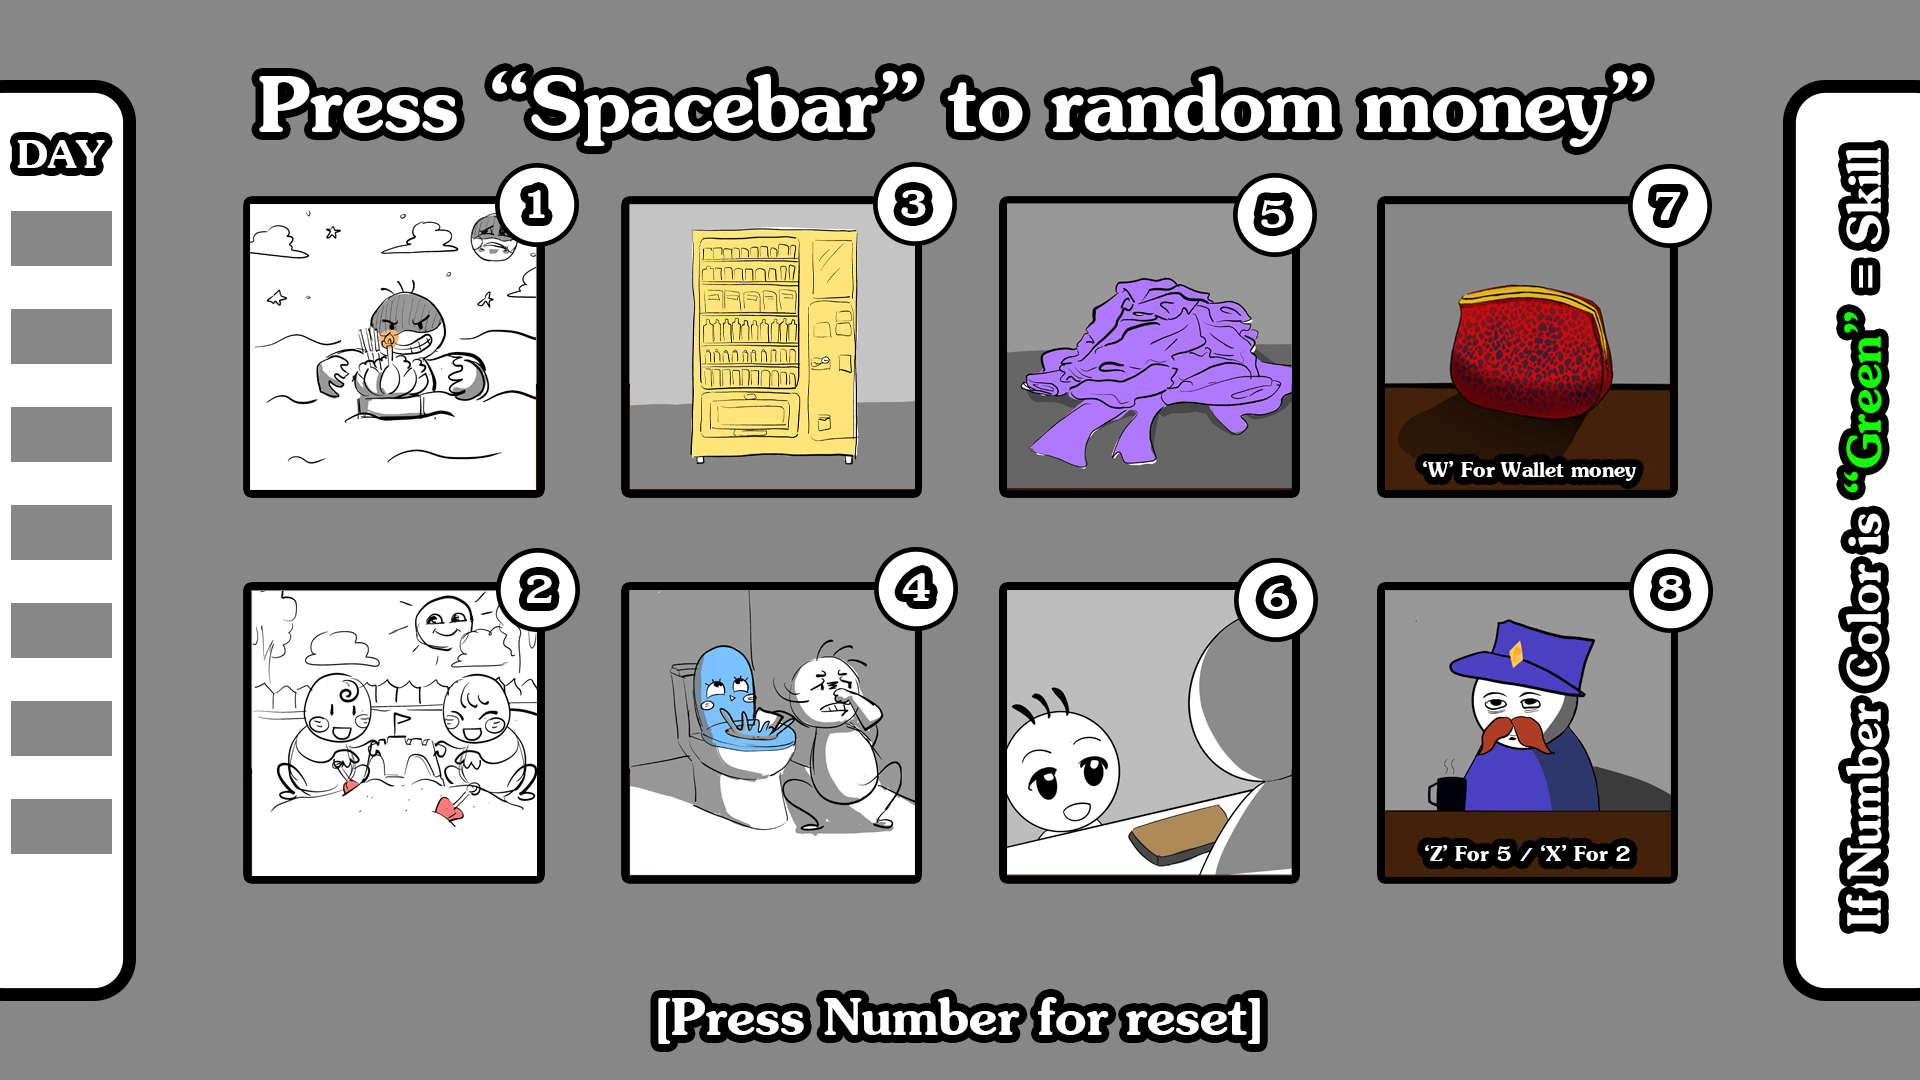 Press “Spacebar” to random money”
DAY
1
3
5
7
‘W’ For Wallet money
2
4
6
8
‘Z’ For 5 / ‘X’ For 2
If Number Color is “Green” = Skill
[Press Number for reset]